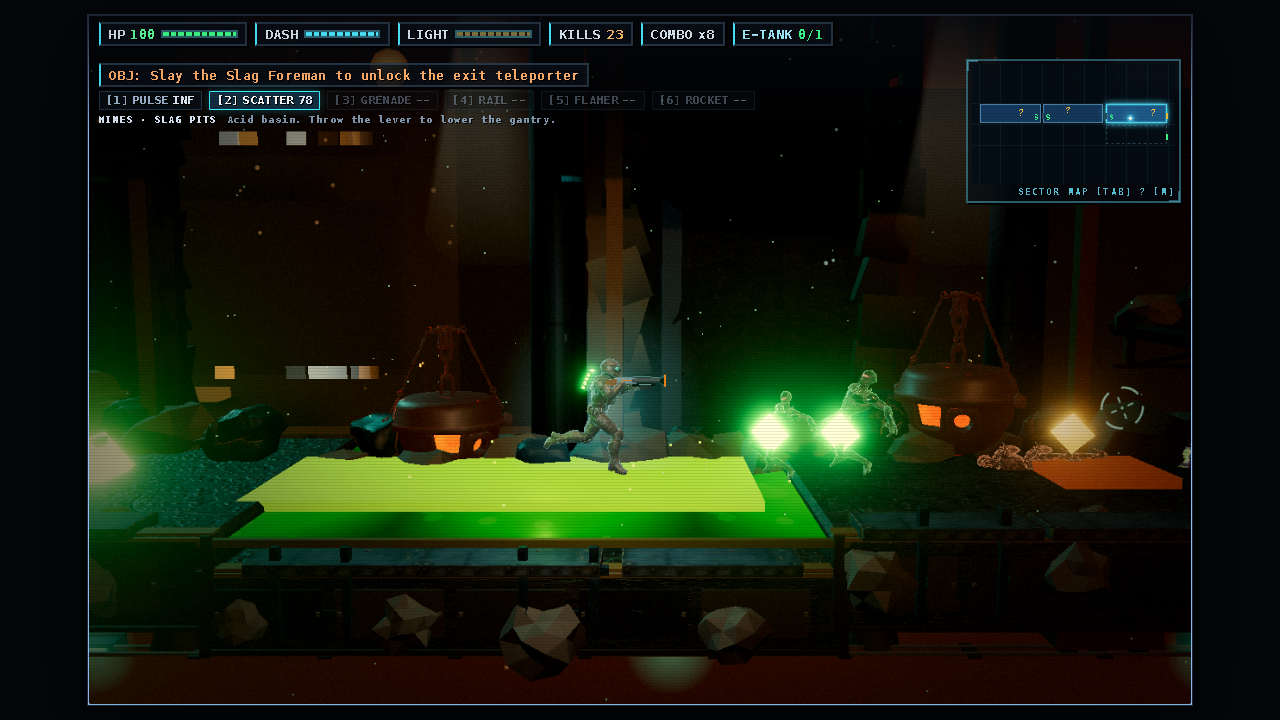 HP 100 DASH LIGHT KILLS 23 COMBO x8 E-TANK 0/1
OBJ: Slay the Slag Foreman to unlock the exit teleporter
[1] PULSE INF [2] SCATTER 78 [3] GRENADE -- [4] RAIL -- [5] FLAMER -- [6] ROCKET --
MINES · SLAG PITS Acid basin. Throw the lever to lower the gantry.
? S S ? S ?
SECTOR MAP [TAB] ? [M]